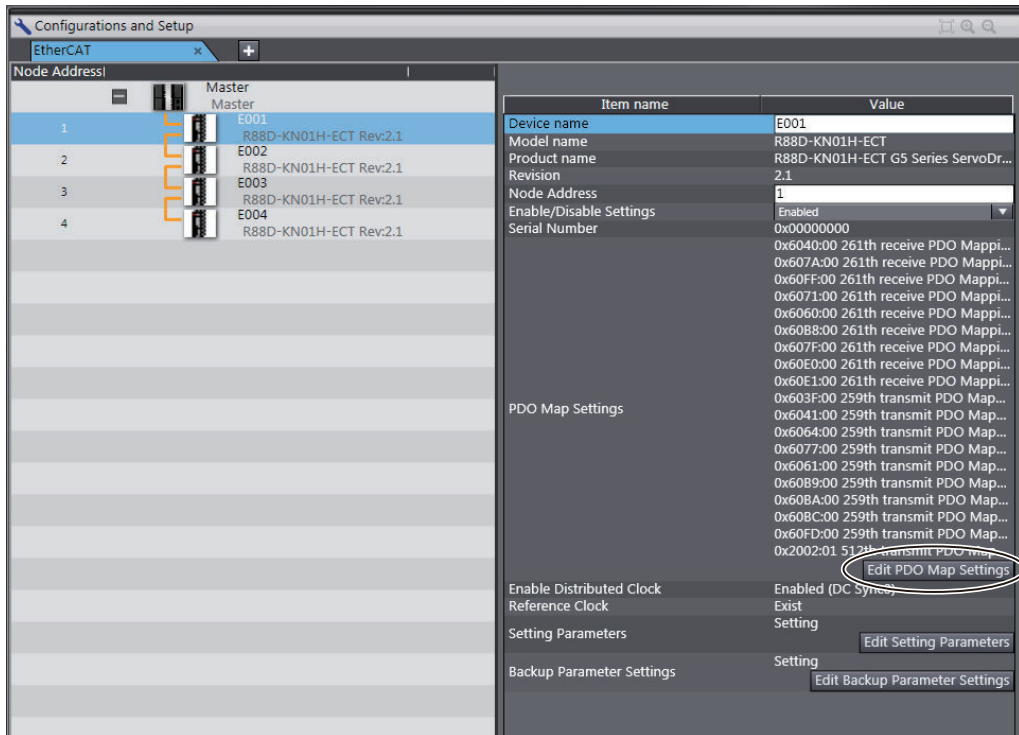 Configurations and Setup
EtherCAT × +
Node Address
Master
Master
1 E001
R88D-KN01H-ECT Rev:2.1
2 E002
R88D-KN01H-ECT Rev:2.1
3 E003
R88D-KN01H-ECT Rev:2.1
4 E004
R88D-KN01H-ECT Rev:2.1
Item name Value
Device name E001
Model name R88D-KN01H-ECT
Product name R88D-KN01H-ECT G5 Series ServoDr...
Revision 2.1
Node Address 1
Enable/Disable Settings Enabled
Serial Number 0x00000000
PDO Map Settings
0x6040:00 261th receive PDO Mappi...
0x607A:00 261th receive PDO Mappi...
0x60FF:00 261th receive PDO Mappi...
0x6071:00 261th receive PDO Mappi...
0x6060:00 261th receive PDO Mappi...
0x60B8:00 261th receive PDO Mappi...
0x607F:00 261th receive PDO Mappi...
0x60E0:00 261th receive PDO Mappi...
0x60E1:00 261th receive PDO Mappi...
0x603F:00 259th transmit PDO Map...
0x6041:00 259th transmit PDO Map...
0x6064:00 259th transmit PDO Map...
0x6077:00 259th transmit PDO Map...
0x6061:00 259th transmit PDO Map...
0x60B9:00 259th transmit PDO Map...
0x60BA:00 259th transmit PDO Map...
0x60BC:00 259th transmit PDO Map...
0x60FD:00 259th transmit PDO Map...
0x2002:01 512th transmit PDO Map...
Edit PDO Map Settings
Enable Distributed Clock Enabled (DC Sync0)
Reference Clock Exist
Setting Parameters Setting
Edit Setting Parameters
Backup Parameter Settings Setting
Edit Backup Parameter Settings